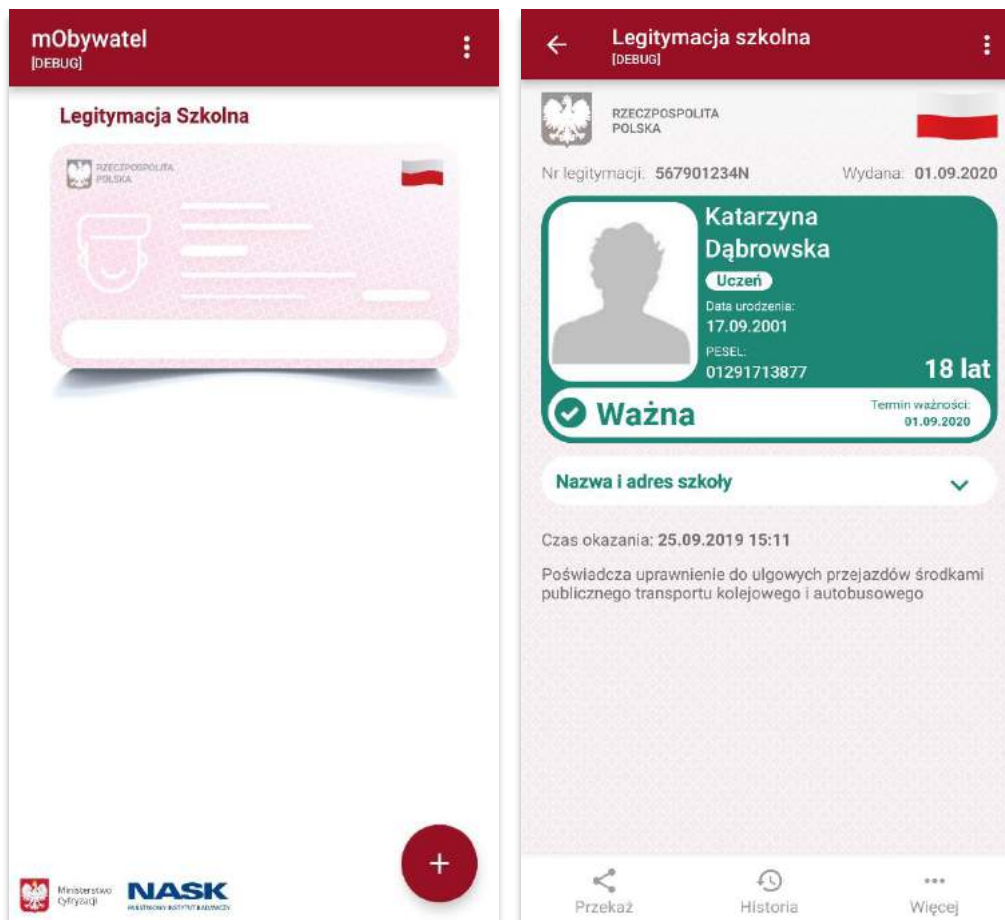 mObywatel
[DEBUG]
Legitymacja Szkolna
RZECZPOSPOLITA
POLSKA
Ministerstwo
Cyfryzacji
NASK
PAŃSTWOWY INSTYTUT BADAWCZY
Legitymacja szkolna
[DEBUG]
RZECZPOSPOLITA
POLSKA
Nr legitymacji: 567901234N Wydana: 01.09.2020
Katarzyna
Dąbrowska
Uczeń
Data urodzenia:
17.09.2001
PESEL:
01291713877
18 lat
Ważna
Termin ważności:
01.09.2020
Nazwa i adres szkoły
Czas okazania: 25.09.2019 15:11
Poświadcza uprawnienie do ulgowych przejazdów środkami
publicznego transportu kolejowego i autobusowego
Przekaż Historia Więcej